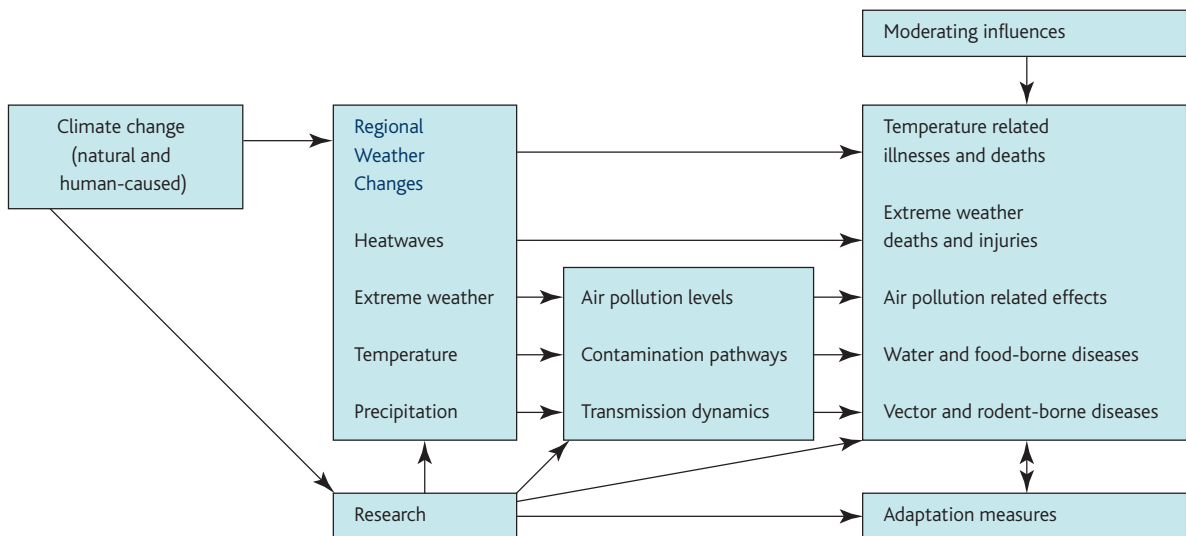 Moderating influences
Climate change
(natural and
human-caused)
Regional
Weather
Changes
Heatwaves
Extreme weather
Temperature
Precipitation
Air pollution levels
Contamination pathways
Transmission dynamics
Temperature related
illnesses and deaths
Extreme weather
deaths and injuries
Air pollution related effects
Water and food-borne diseases
Vector and rodent-borne diseases
Research
Adaptation measures